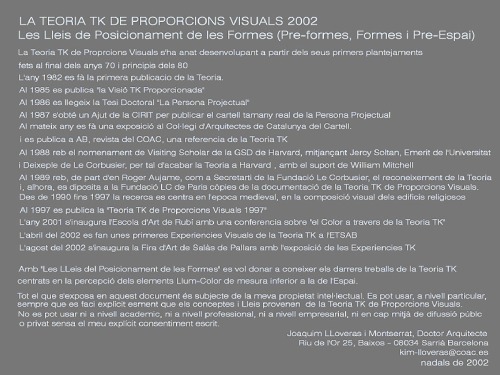 LA TEORIA TK DE PROPORCIONS VISUALS 2002
Les Lleis de Posicionament de les Formes (Pre-formes, Formes i Pre-Espai)
La Teoria TK de Proprcions Visuals s'ha anat desenvolupant a partir dels seus primers plantejaments
fets al final dels anys 70 i principis dels 80
L'any 1982 es fà la primera publicació de la Teoria.
Al 1985 es publica "la Visió TK Proporcionada"
Al 1986 es llegeix la Tesi Doctoral "La Persona Projectual"
Al 1987 s'obté un Ajut de la CIRIT per publicar el cartell tamany real de la Persona Projectual
Al mateix any es fà una exposició al Col·legi d'Arquitectes de Catalunya del Cartell.
i es publica a AB, revista del COAC, una referencia de la Teoria TK
Al 1988 reb el nomenament de Visiting Scholar de la GSD de Harvard, mitjançant Jercy Soltan, Emerit de l'Universitat
i Deixeple de Le Corbusier, per tal d'acabar la Teoria a Harvard , amb el suport de William Mitchell
Al 1989 reb, de part d'en Roger Aujame, com a Secretarti de la Fundació Le Corbusier, el reconeixement de la Teoria
i, alhora, es diposita a la Fundació LC de Paris còpies de la documentació de la Teoria TK de Proporcions Visuals.
Des de 1990 fins 1997 la recerca es centra en l'epoca medieval, en la composició visual dels edificis religiosos
Al 1997 es publica la "Teoria TK de Proporcions Visuals 1997"
L'any 2001 s'inaugura l'Escola d'Art de Rubí amb una conferencia sobre "el Color a travers de la Teoria TK"
L'abril del 2002 es fan unes primeres Experiencies Visuals de la Teoria TK a l'ETSAB
L'agost del 2002 s'inaugura la Fira d'Art de Salàs de Pallars amb l'exposició de les Experiencies TK
Amb "Les LLeis del Posicionament de les Formes" es vol donar a coneixer els darrers treballs de la Teoria TK
centrats en la percepció dels elements Llum-Color de mesura inferior a la de l'Espai.
Tot el que s'exposa en aquest document és subjecte de la meva propietat intel·lectual. Es pot usar, a nivell particular,
sempre que es faci explicit esment que els conceptes i Lleis provenen de la Teoria TK de Proporcions Visuals.
No es pot usar ni a nivell academic, ni a nivell professional, ni a nivell empresarial, ni en cap mitjà de difussió públc
o privat sensa el meu explicit consentiment escrit.
Joaquim LLoveras i Montserrat, Doctor Arquitecte
Riu de l'Or 25, Baixos - 08034 Sarrià Barcelona
kim-lloveras@coac.es
nadals de 2002